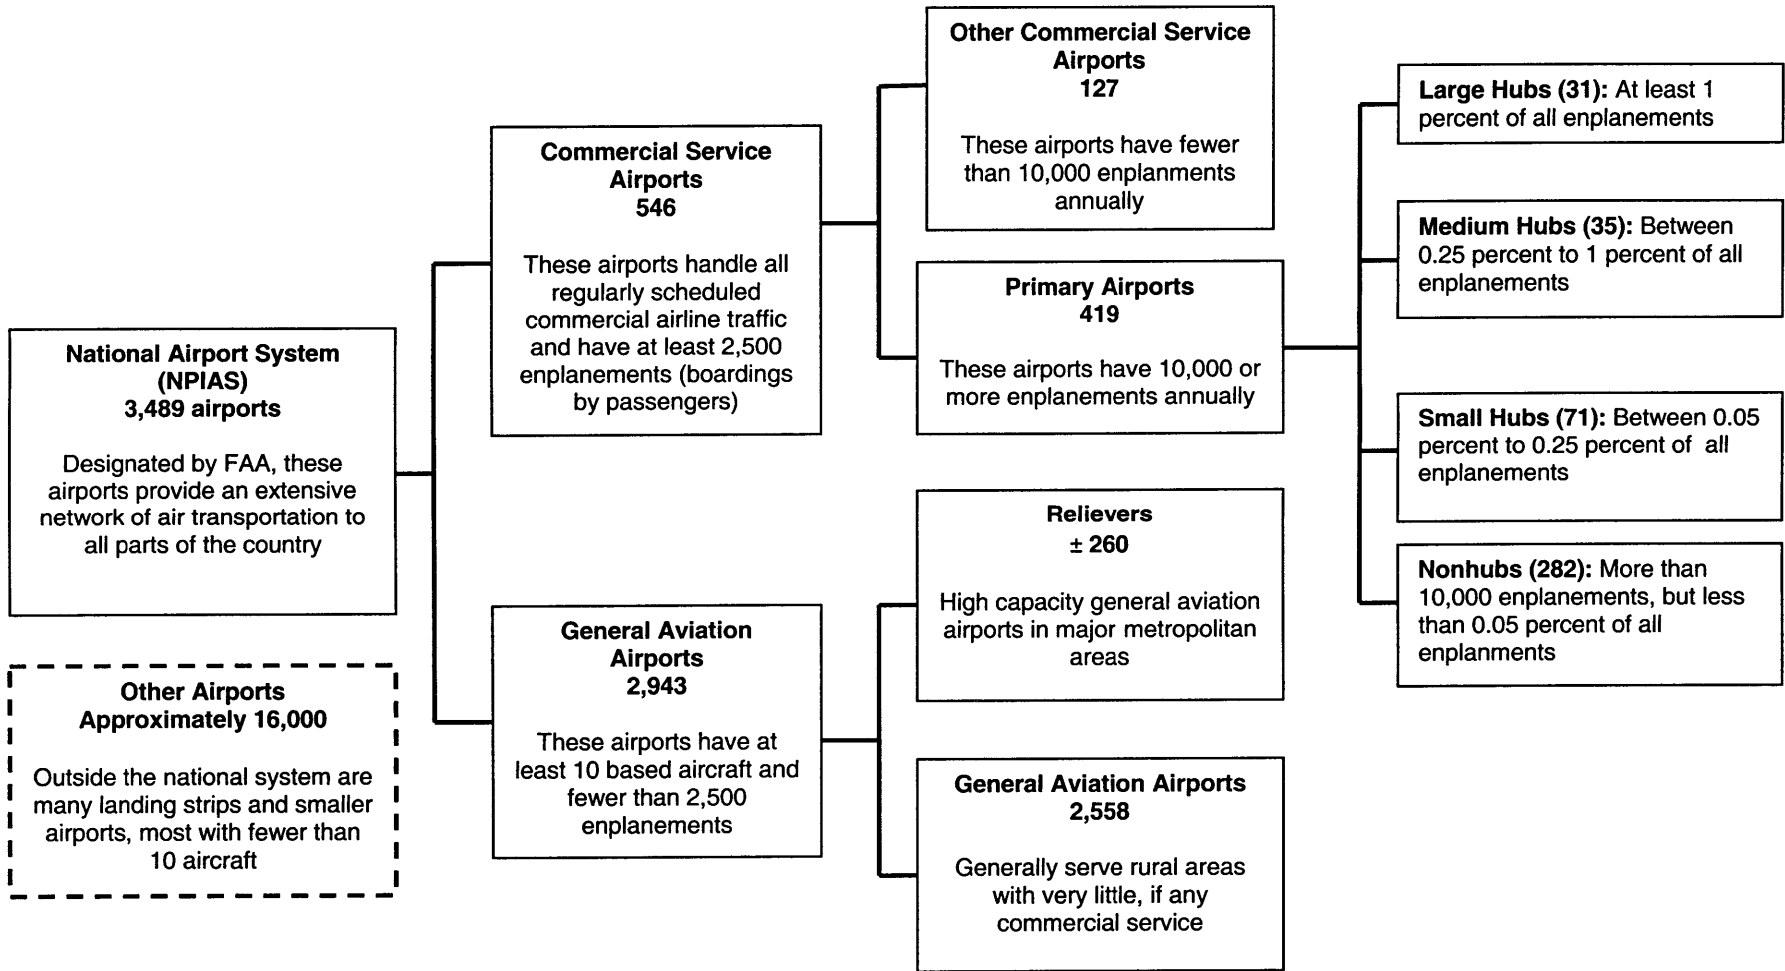 National Airport System
(NPIAS)
3,489 airports
Designated by FAA, these
airports provide an extensive
network of air transportation to
all parts of the country
Other Airports
Approximately 16,000
Outside the national system are
many landing strips and smaller
airports, most with fewer than
10 aircraft
Commercial Service
Airports
546
These airports handle all
regularly scheduled
commercial airline traffic
and have at least 2,500
enplanements (boardings
by passengers)
General Aviation
Airports
2,943
These airports have at
least 10 based aircraft and
fewer than 2,500
enplanements
Other Commercial Service
Airports
127
These airports have fewer
than 10,000 enplanments
annually
Primary Airports
419
These airports have 10,000 or
more enplanements annually
Relievers
± 260
High capacity general aviation
airports in major metropolitan
areas
General Aviation Airports
2,558
Generally serve rural areas
with very little, if any
commercial service
Large Hubs (31): At least 1
percent of all enplanements
Medium Hubs (35): Between
0.25 percent to 1 percent of all
enplanements
Small Hubs (71): Between 0.05
percent to 0.25 percent of all
enplanements
Nonhubs (282): More than
10,000 enplanements, but less
than 0.05 percent of all
enplanments